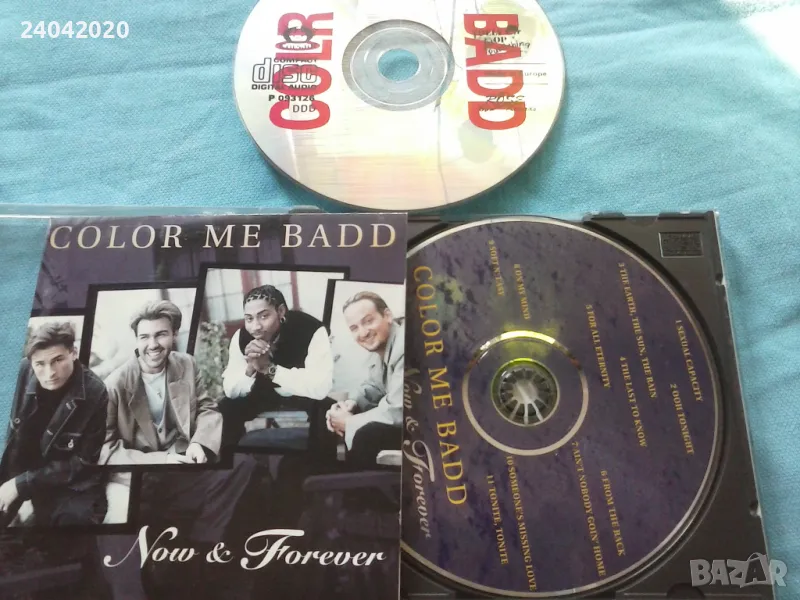 24042020
COLOR
BADD
COMPACT
disc
DIGITAL AUDIO
P 093126
DDD
COLOR ME BADD
Now & Forever
COLOR ME BADD
Now & Forever
1 SEXUAL CAPACITY
2 OOH TONIGHT
3 THE EARTH, THE SUN, THE RAIN
4 THE LAST TO KNOW
5 FOR ALL ETERNITY
6 FROM THE BACK
7 AIN'T NOBODY GOIN' HOME
8 ON MY MIND
9 SOFT N' EASY
10 SOMEONE'S MISSING LOVE
11 TONITE, TONITE
BAZAR